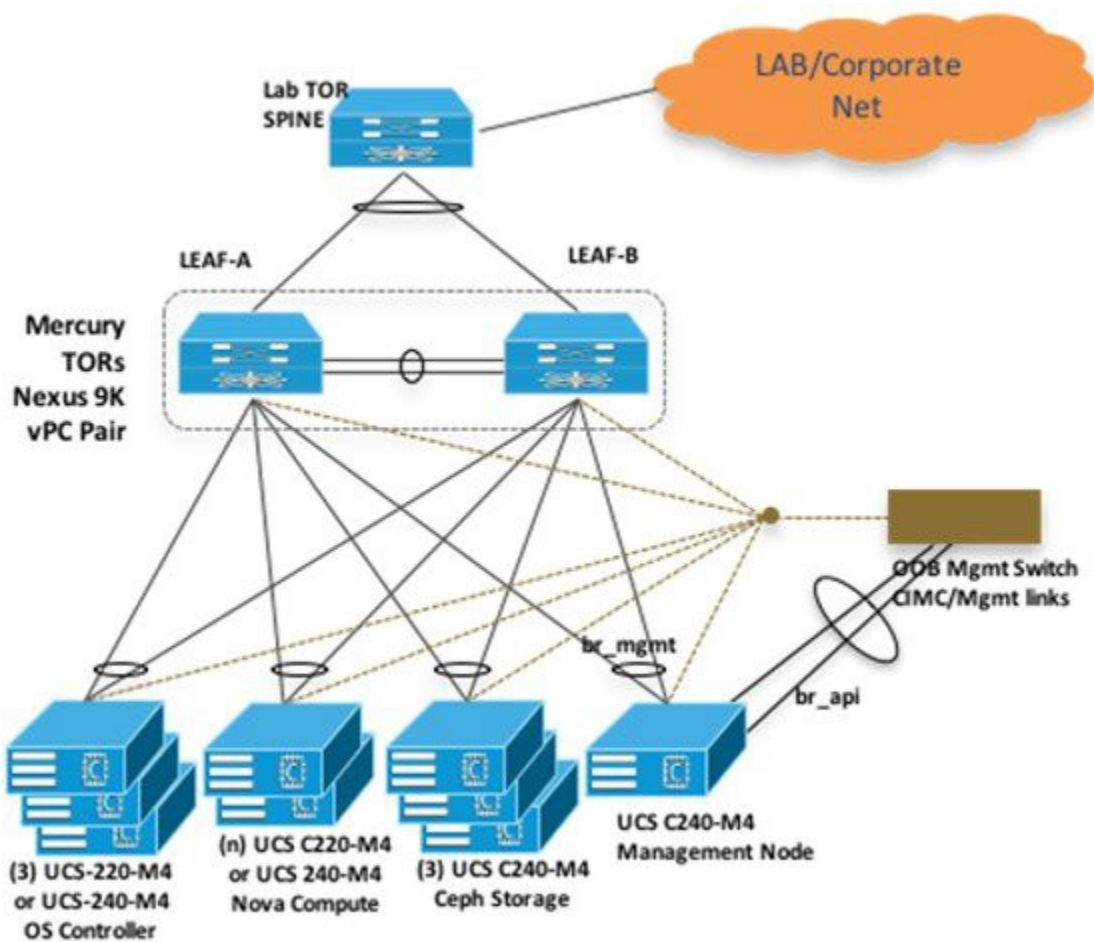 LAB/Corporate
Net
Lab TOR
SPINE
LEAF-A
LEAF-B
Mercury
TORs
Nexus 9K
vPC Pair
OOB Mgmt Switch
CIMC/Mgmt links
br_mgmt
br_api
C
C
C
C
C
C
C
C
C
(3) UCS-220-M4
or UCS-240-M4
OS Controller
(n) UCS C220-M4
or UCS 240-M4
Nova Compute
(3) UCS C240-M4
Ceph Storage
UCS C240-M4
Management Node